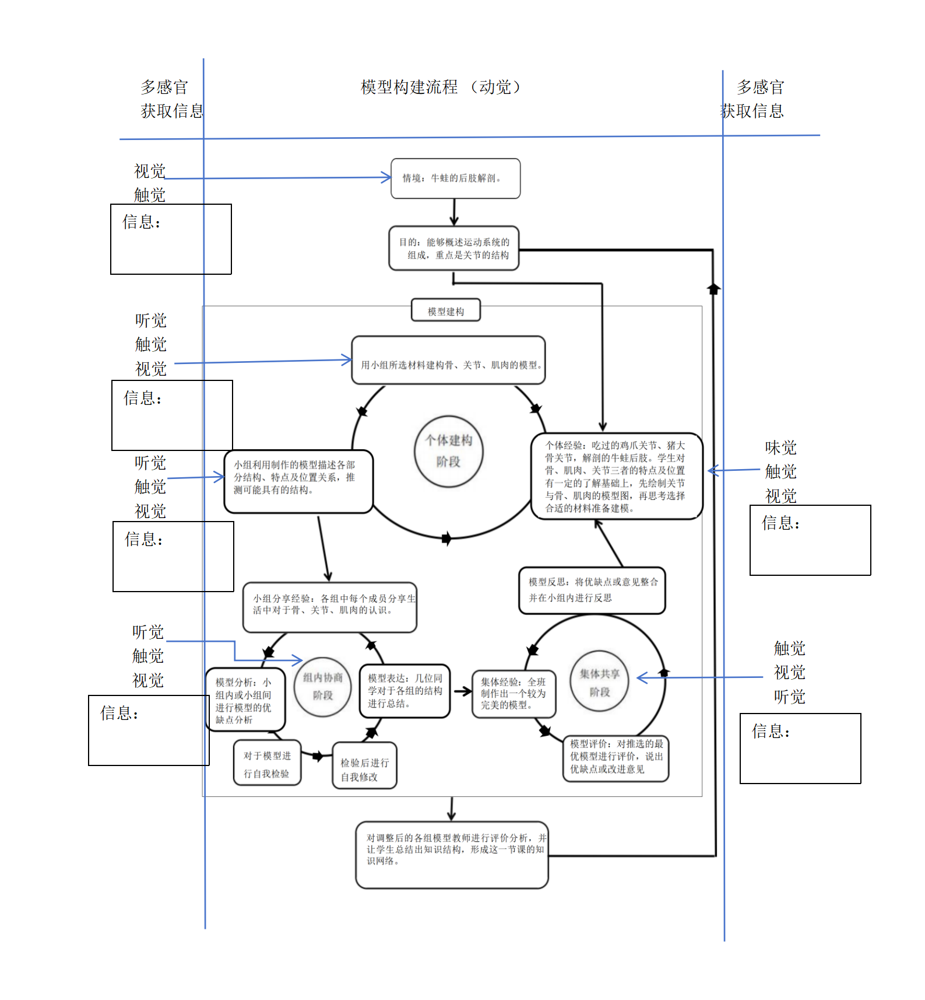 多感官
获取信息
模型构建流程 （动觉）
多感官
获取信息
视觉
触觉
信息：
情境：牛蛙的后肢解剖。
目的：能够概述运动系统的
组成，重点是关节的结构
模型建构
听觉
触觉
视觉
信息：
用小组所选材料建构骨、关节、肌肉的模型。
个体建构
阶段
听觉
触觉
视觉
信息：
小组利用制作的模型描述各部
分结构、特点及位置关系，推
测可能具有的结构。
个体经验：吃过的鸡爪关节、猪大
骨关节，解剖的牛蛙后肢。学生对
骨、肌肉、关节三者的特点及位置
有一定的了解基础上，先绘制关节
与骨、肌肉的模型图，再思考选择
合适的材料准备建模。
味觉
触觉
视觉
信息：
小组分享经验：各组中每个成员分享生
活中对于骨、关节、肌肉的认识。
模型反思：将优缺点或意见整合
并在小组内进行反思
听觉
触觉
视觉
信息：
模型分析：小
组内或小组间
进行模型的优
缺点分析
组内协商
阶段
模型表达：几位同
学对于各组的结构
进行总结。
对于模型进
行自我检验
检验后进行
自我修改
集体经验：全班
制作出一个较为
完美的模型。
集体共享
阶段
模型评价：对推选的最
优模型进行评价，说出
优缺点或改进意见
触觉
视觉
听觉
信息：
对调整后的各组模型教师进行评价分析，并
让学生总结出知识结构，形成这一节课的知
识网络。